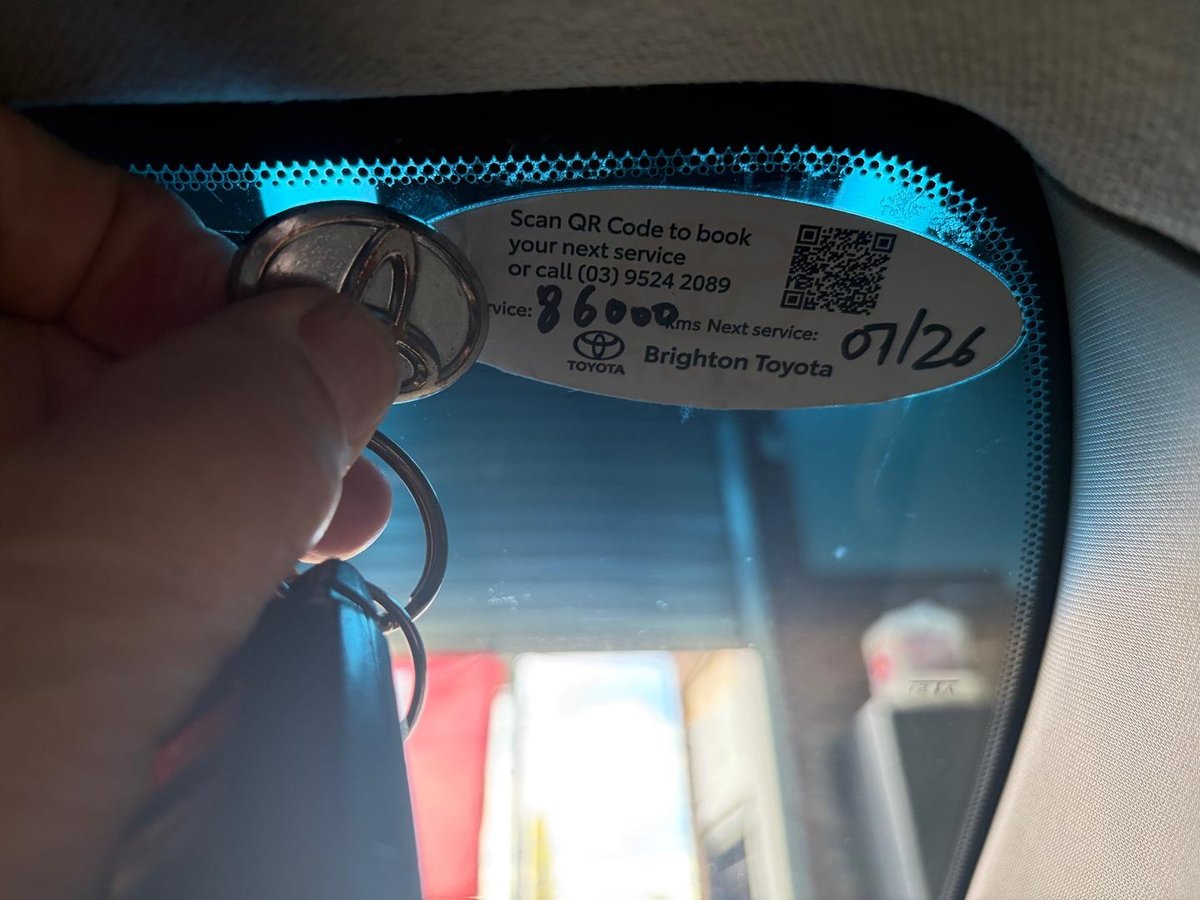 Scan QR Code to book
your next service
or call (03) 9524 2089
rvice: 86000 kms Next service: 07/26
TOYOTA Brighton Toyota